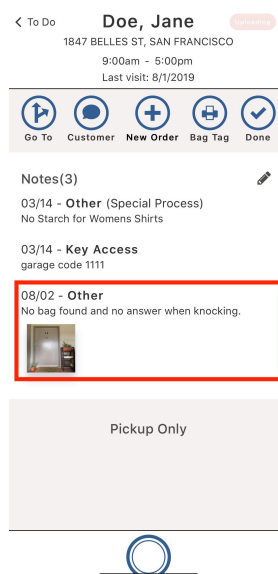 To Do
Doe, Jane
1847 BELLES ST, SAN FRANCISCO
9:00am - 5:00pm
Last visit: 8/1/2019
Go To
Customer
New Order
Bag Tag
Done
Notes(3)
03/14 - Other (Special Process)
No Starch for Womens Shirts
03/14 - Key Access
garage code 1111
08/02 - Other
No bag found and no answer when knocking.
Pickup Only